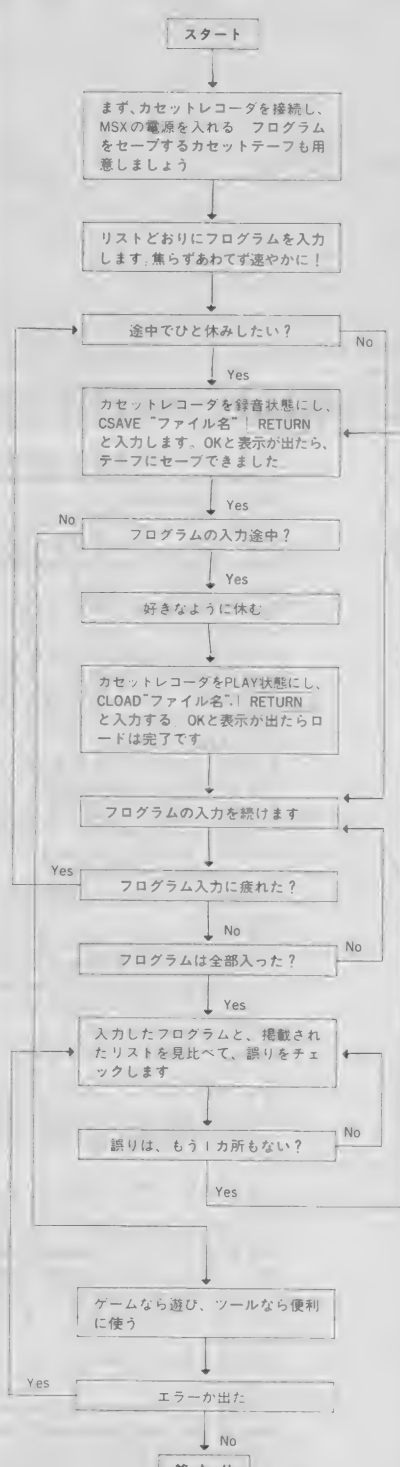 スタート
まず、カセットレコーダを接続し、
MSXの電源を入れる フログラム
をセーブするカセットテーフも用
意しましょう
リストどおりにフログラムを入力
します.焦らずあわてず速やかに!
途中でひと休みしたい?
No
Yes
カセットレコーダを録音状態にし、
CSAVE "ファイル名" RETURN
と入力します. OKと表示が出たら、
テーフにセーブできました
Yes
No
フログラムの入力途中?
Yes
好きなように休む
カセットレコーダをPLAY状態にし、
CLOAD"ファイル名" RETURN
と入力する OKと表示が出たらロ
ードは完了です
フログラムの入力を続けます
Yes
フログラム入力に疲れた?
No
フログラムは全部入った?
No
Yes
入力したフログラムと、掲載され
たリストを見比べて、誤りをチェ
ックします
誤りは、もう1カ所もない?
No
Yes
ゲームなら遊び、ツールなら便利
に使う
Yes
エラーか出た
No